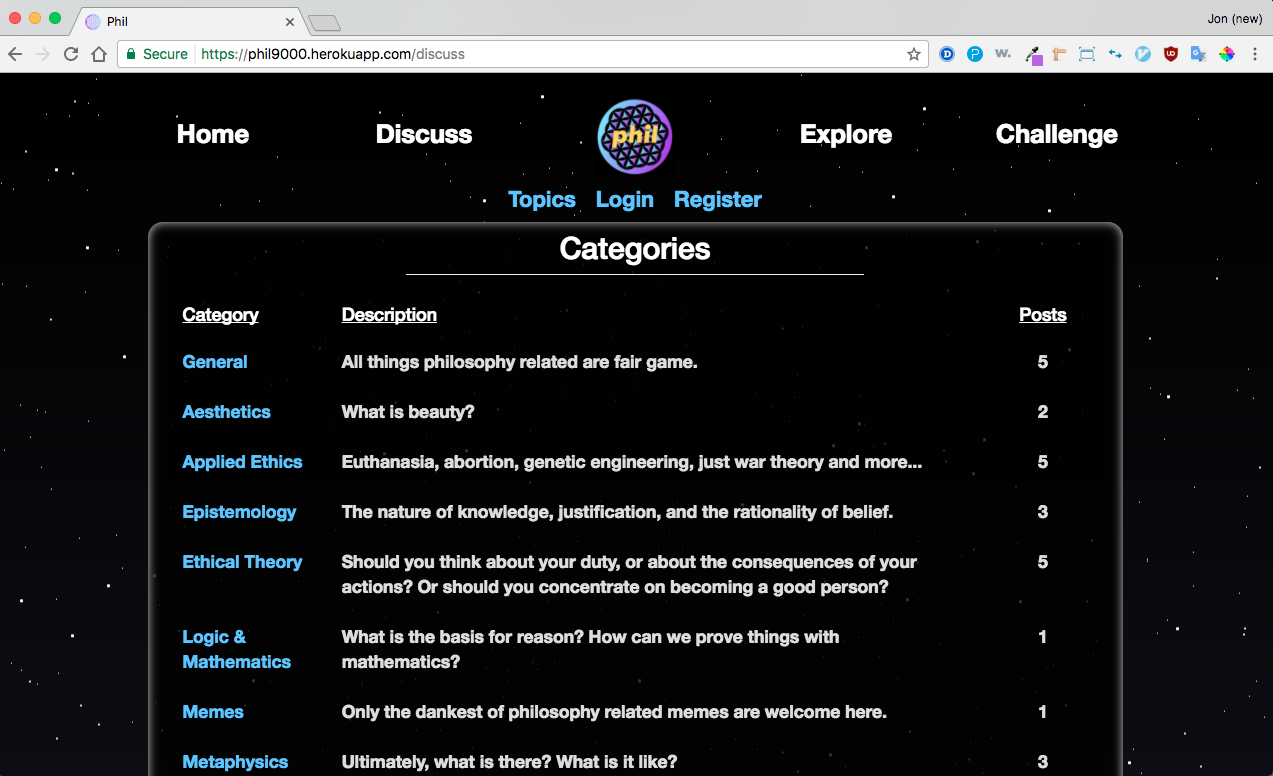 Phil
Jon (new)
Secure https://phil9000.herokuapp.com/discuss
Home Discuss phil Explore Challenge
Topics Login Register
Categories
Category Description Posts
General All things philosophy related are fair game. 5
Aesthetics What is beauty? 2
Applied Ethics Euthanasia, abortion, genetic engineering, just war theory and more... 5
Epistemology The nature of knowledge, justification, and the rationality of belief. 3
Ethical Theory Should you think about your duty, or about the consequences of your 5
actions? Or should you concentrate on becoming a good person?
Logic & What is the basis for reason? How can we prove things with 1
Mathematics mathematics?
Memes Only the dankest of philosophy related memes are welcome here. 1
Metaphysics Ultimately, what is there? What is it like? 3